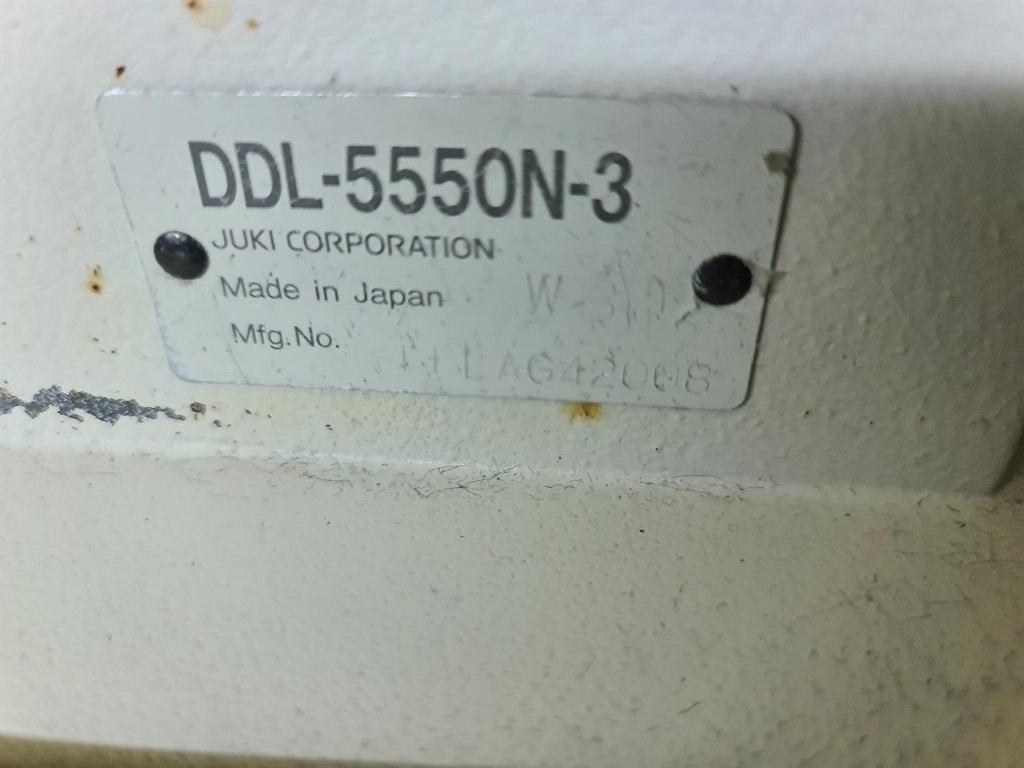 DDL-5550N-3
JUKI CORPORATION
Made in Japan
Mfg.No.